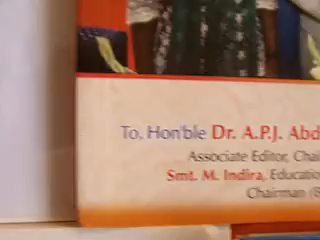 To, Hon'ble Dr. A.P.J. Abd
Associate Editor, Chai
Smt. M. Indira, Educatio
Chairman (B